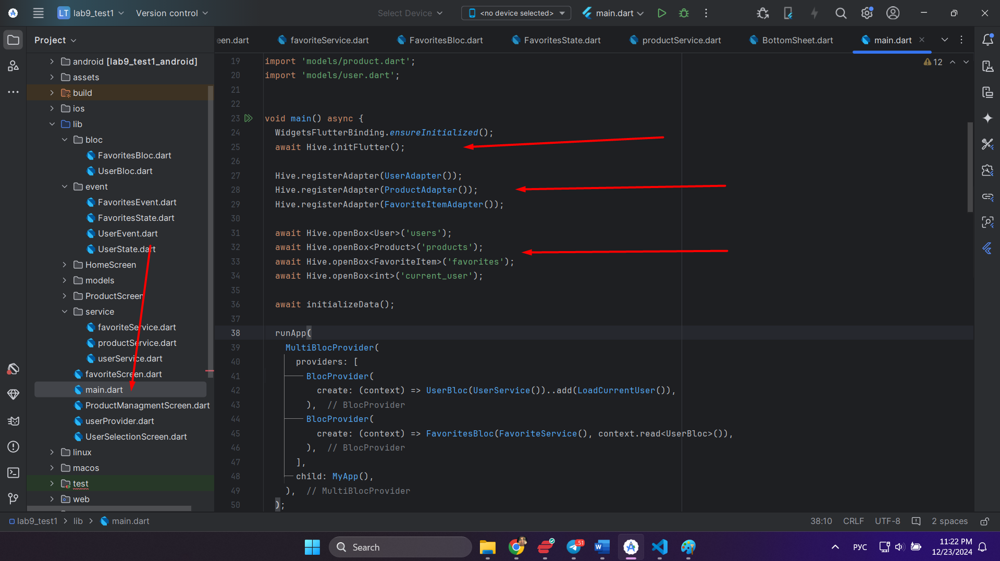 LT lab9_test1
Version control
Select Device
<no device selected>
main.dart
Project
een.dart
favoriteService.dart
FavoritesBloc.dart
FavoritesState.dart
productService.dart
BottomSheet.dart
main.dart
android [lab9_test1_android]
assets
build
ios
lib
bloc
FavoritesBloc.dart
UserBloc.dart
event
FavoritesEvent.dart
FavoritesState.dart
UserEvent.dart
UserState.dart
HomeScreen
models
ProductScreen
service
favoriteService.dart
productService.dart
userService.dart
favoriteScreen.dart
main.dart
ProductManagmentScreen.dart
userProvider.dart
UserSelectionScreen.dart
linux
macos
test
web
12
19 import 'models/product.dart';
20 import 'models/user.dart';
21
22
23 void main() async {
24 WidgetsFlutterBinding.ensureInitialized();
25 await Hive.initFlutter();
26
27 Hive.registerAdapter(UserAdapter());
28 Hive.registerAdapter(ProductAdapter());
29 Hive.registerAdapter(FavoriteItemAdapter());
30
31 await Hive.openBox<User>('users');
32 await Hive.openBox<Product>('products');
33 await Hive.openBox<FavoriteItem>('favorites');
34 await Hive.openBox<int>('current_user');
35
36 await initializeData();
37
38 runApp(
39 MultiBlocProvider(
40 providers: [
41 BlocProvider(
42 create: (context) => UserBloc(UserService())..add(LoadCurrentUser()),
43 ), // BlocProvider
44 BlocProvider(
45 create: (context) => FavoritesBloc(FavoriteService(), context.read<UserBloc>()),
46 ), // BlocProvider
47 ],
48 child: MyApp(),
49 ), // MultiBlocProvider
50 );
lab9_test1 > lib > main.dart
38:10 CRLF UTF-8 2 spaces
Search
..51
РУС
11:22 PM
12/23/2024